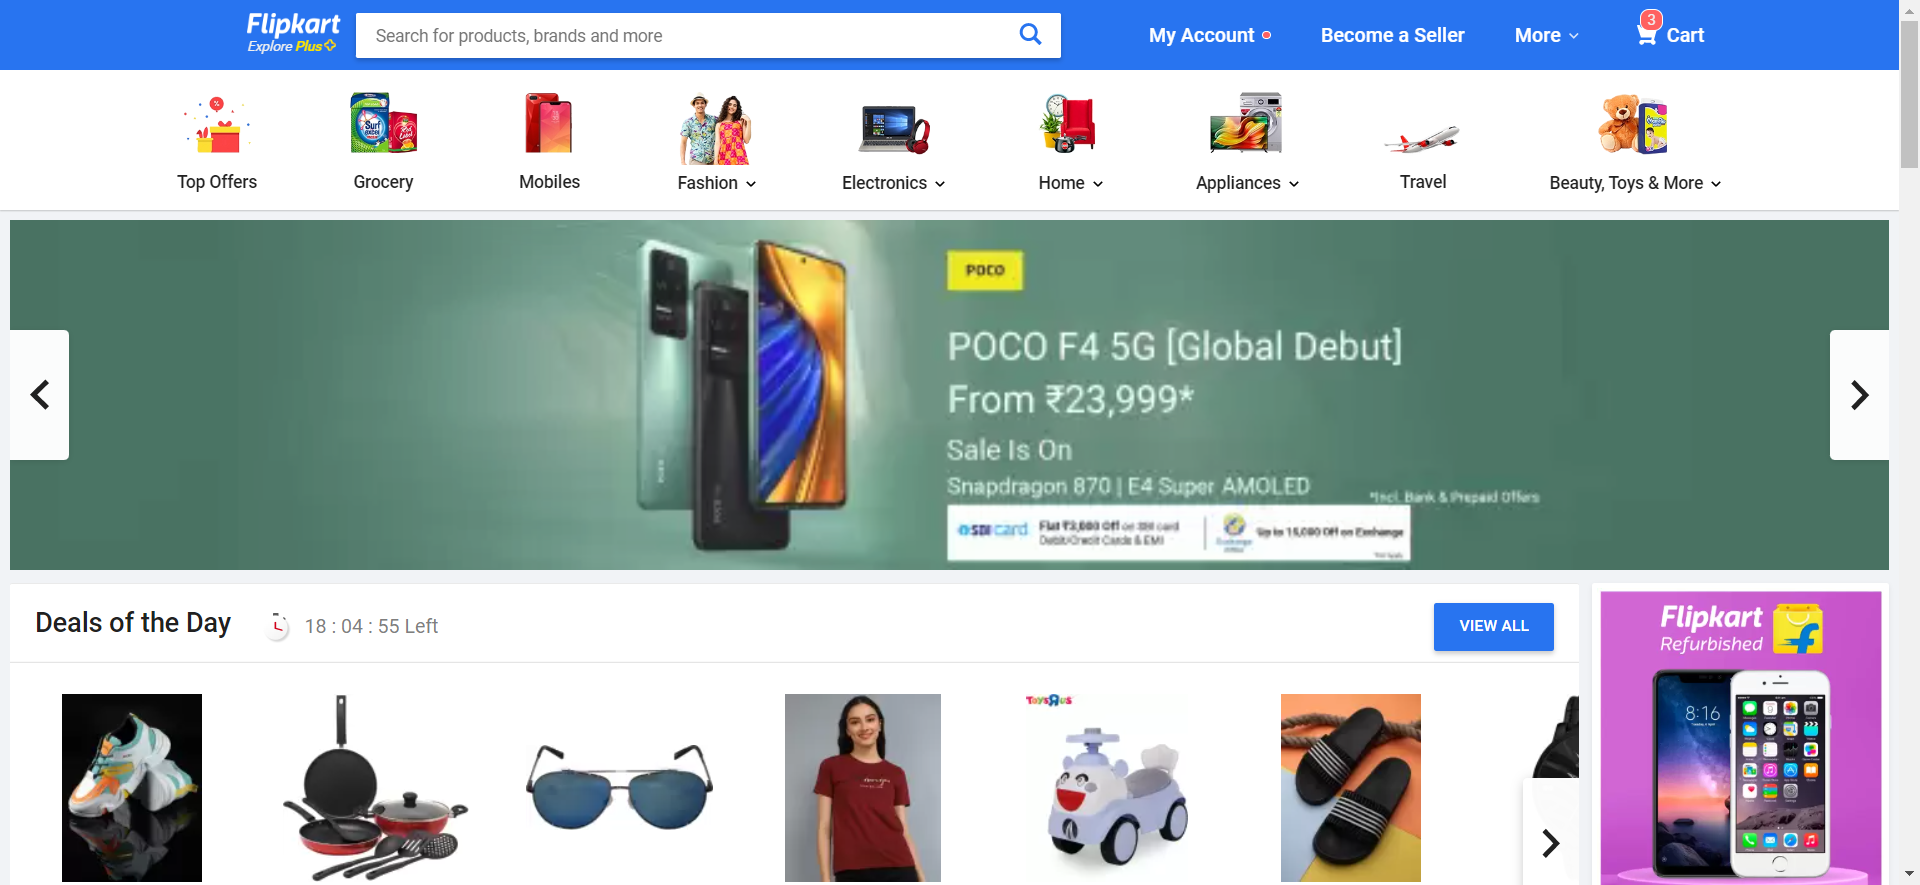 Flipkart
Explore Plus
Search for products, brands and more
My Account
Become a Seller
More
3
Cart
Top Offers
Grocery
Mobiles
Fashion
Electronics
Home
Appliances
Travel
Beauty, Toys & More
POCO
POCO F4 5G [Global Debut]
From ₹23,999*
Sale Is On
Snapdragon 870 | E4 Super AMOLED
*Incl. Bank & Prepaid Offers
SBI card
Flat ₹3,000 Off on SBI card
Debit/Credit Cards & EMI
Up to 15,000 Off on Exchange
Deals of the Day
18 : 04 : 55 Left
VIEW ALL
Flipkart
Refurbished
8:16
TOYSЯUS
Surf
excel